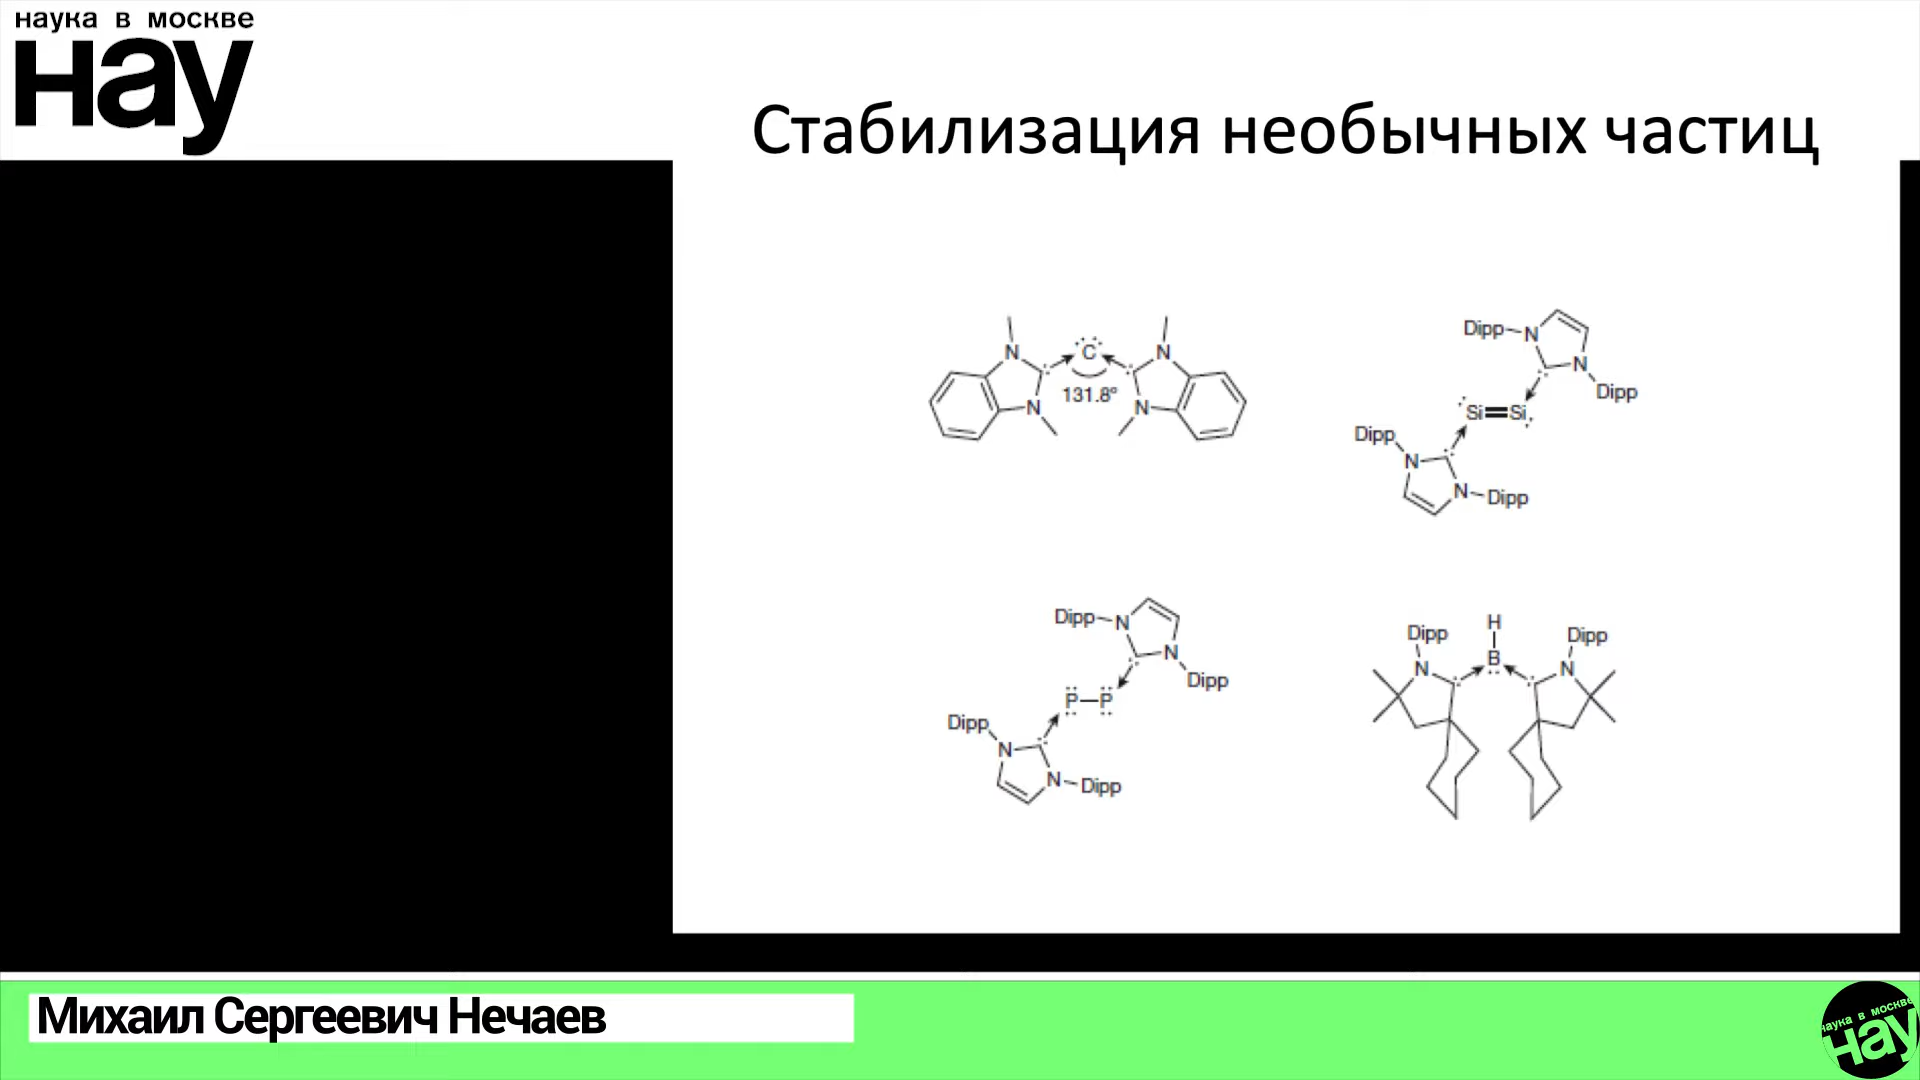 наука в москве
нау
Стабилизация необычных частиц
N
C
N
N
131.8°
N
Dipp
N
N
Dipp
Si
Si
Dipp
N
N
Dipp
Dipp
N
N
Dipp
P
P
Dipp
N
N
Dipp
H
Dipp
B
Dipp
N
N
Михаил Сергеевич Нечаев
наука в москве
нау